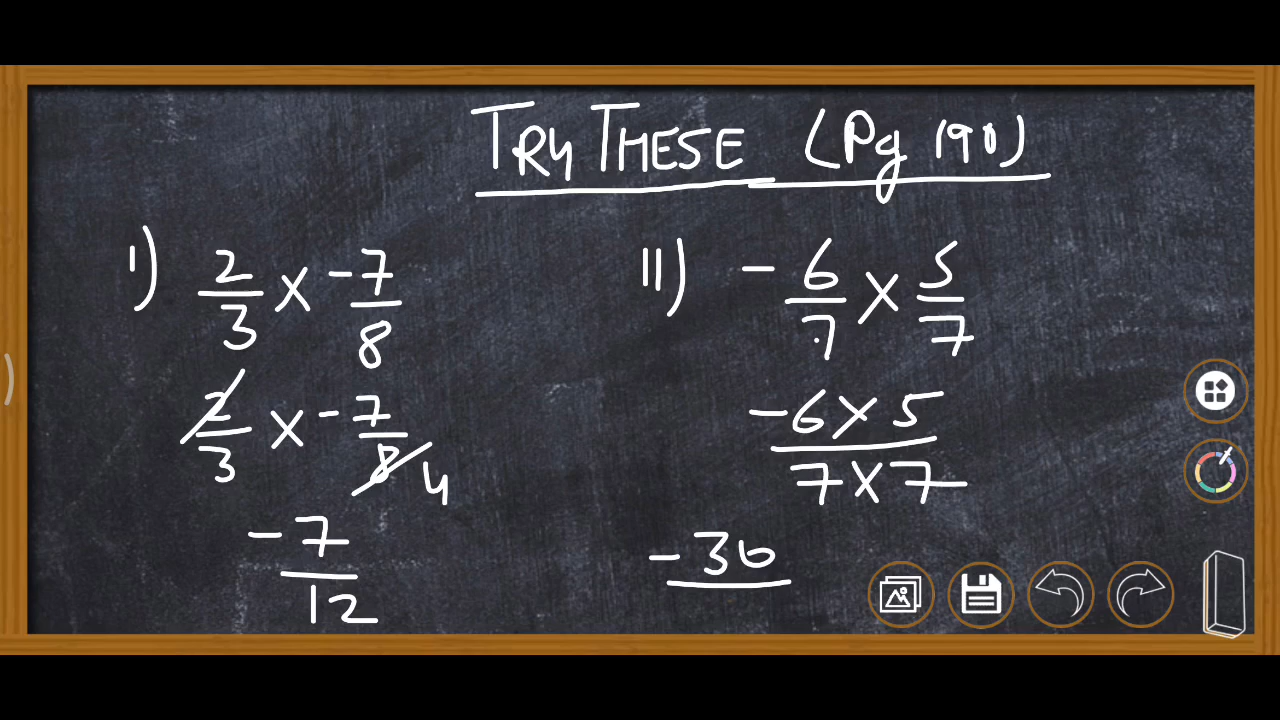 TRY THESE (Pg 190)
I) 2/3 × -7/8
2/3 × -7/8 4
-7/12
II) -6/7 × 5/7
-6 × 5 / 7 × 7
-30